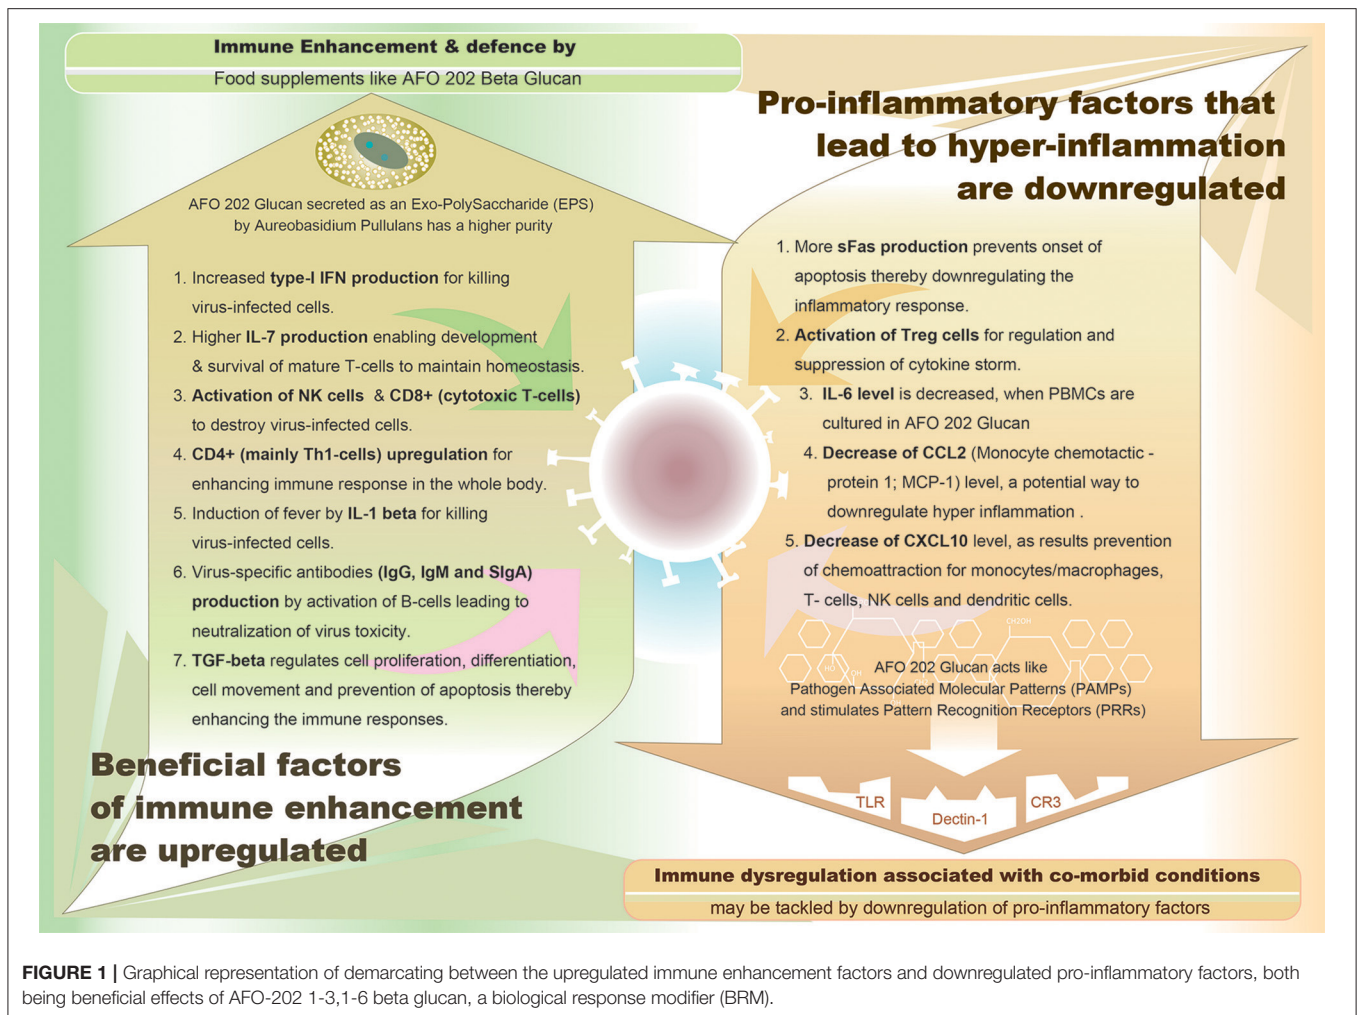 Immune Enhancement & defence by
Food supplements like AFO 202 Beta Glucan
AFO 202 Glucan secreted as an Exo-PolySaccharide (EPS)
by Aureobasidium Pullulans has a higher purity
1. Increased type-I IFN production for killing
virus-infected cells.
2. Higher IL-7 production enabling development
& survival of mature T-cells to maintain homeostasis.
3. Activation of NK cells & CD8+ (cytotoxic T-cells)
to destroy virus-infected cells.
4. CD4+ (mainly Th1-cells) upregulation for
enhancing immune response in the whole body.
5. Induction of fever by IL-1 beta for killing
virus-infected cells.
6. Virus-specific antibodies (IgG, IgM and SIgA)
production by activation of B-cells leading to
neutralization of virus toxicity.
7. TGF-beta regulates cell proliferation, differentiation,
cell movement and prevention of apoptosis thereby
enhancing the immune responses.
Beneficial factors
of immune enhancement
are upregulated
Pro-inflammatory factors that
lead to hyper-inflammation
are downregulated
1. More sFas production prevents onset of
apoptosis thereby downregulating the
inflammatory response.
2. Activation of Treg cells for regulation and
suppression of cytokine storm.
3. IL-6 level is decreased, when PBMCs are
cultured in AFO 202 Glucan
4. Decrease of CCL2 (Monocyte chemotactic -
protein 1; MCP-1) level, a potential way to
downregulate hyper inflammation .
5. Decrease of CXCL10 level, as results prevention
of chemoattraction for monocytes/macrophages,
T- cells, NK cells and dendritic cells.
CH2OH
HO
OH
AFO 202 Glucan acts like
Pathogen Associated Molecular Patterns (PAMPs)
and stimulates Pattern Recognition Receptors (PRRs)
TLR
Dectin-1
CR3
Immune dysregulation associated with co-morbid conditions
may be tackled by downregulation of pro-inflammatory factors
FIGURE 1 | Graphical representation of demarcating between the upregulated immune enhancement factors and downregulated pro-inflammatory factors, both
being beneficial effects of AFO-202 1-3,1-6 beta glucan, a biological response modifier (BRM).